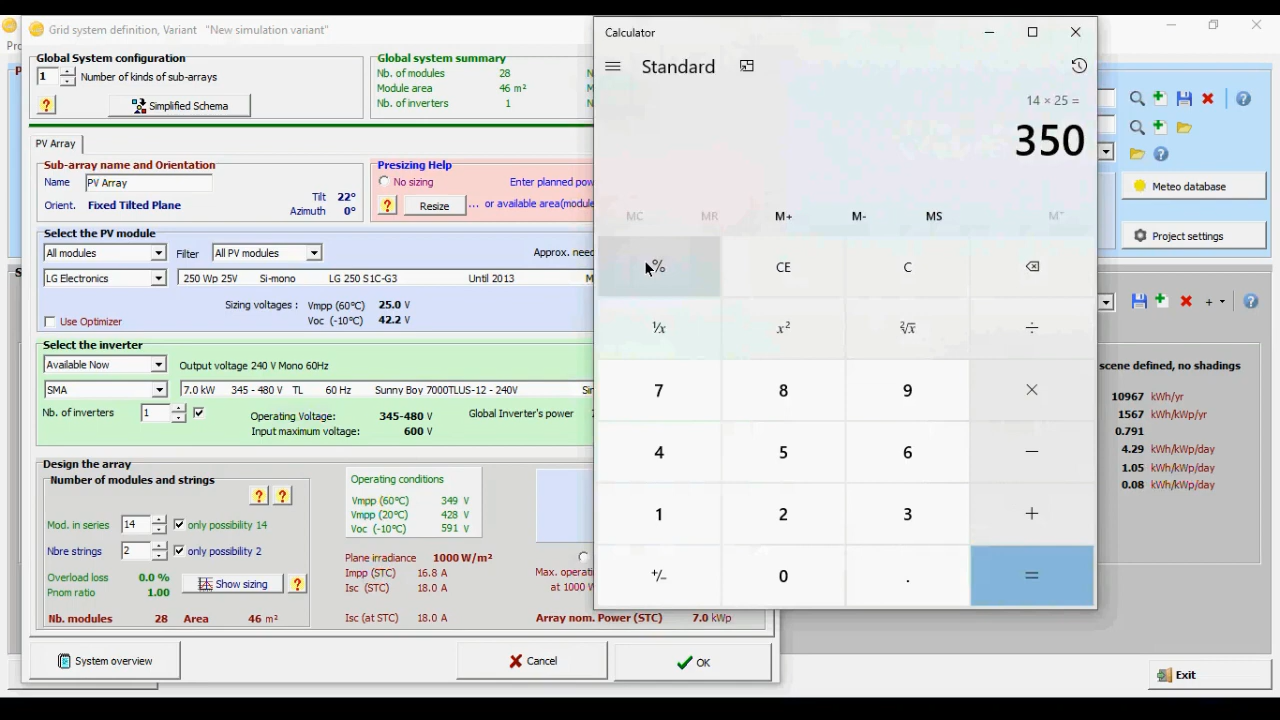 Grid system definition, Variant "New simulation variant"
Global System configuration
1 Number of kinds of sub-arrays
? Simplified Schema
Global system summary
Nb. of modules 28
Module area 46 m²
Nb. of inverters 1
PV Array
Sub-array name and Orientation
Name PV Array
Orient. Fixed Tilted Plane
Tilt 22°
Azimuth 0°
Presizing Help
No sizing Enter planned pow
? Resize ... or available area(module
Select the PV module
All modules Filter All PV modules Approx. need
LG Electronics 250 Wp 25V Si-mono LG 250 S1C-G3 Until 2013 M
Sizing voltages : Vmpp (60°C) 25.0 V
Voc (-10°C) 42.2 V
Use Optimizer
Select the inverter
Available Now Output voltage 240 V Mono 60Hz
SMA 7.0 kW 345 - 480 V TL 60 Hz Sunny Boy 7000TLUS-12 - 240V
Nb. of inverters 1 Operating Voltage: 345-480 V Global Inverter's power
Input maximum voltage: 600 V
Design the array
Number of modules and strings
? ?
Mod. in series 14 only possibility 14
Nbre strings 2 only possibility 2
Overload loss 0.0 %
Pnom ratio 1.00
Show sizing ?
Nb. modules 28 Area 46 m²
Operating conditions
Vmpp (60°C) 349 V
Vmpp (20°C) 428 V
Voc (-10°C) 591 V
Plane irradiance 1000 W/m²
Impp (STC) 16.8 A
Isc (STC) 18.0 A
Isc (at STC) 18.0 A
Max. operati
at 1000 W
Array nom. Power (STC) 7.0 kWp
System overview
Cancel
OK
Calculator
Standard
14 × 25 =
350
MC MR M+ M- MS M˅
% CE C
⅟x x² ²√x ÷
7 8 9 ×
4 5 6 −
1 2 3 +
+/− 0 . =
Meteo database
Project settings
scene defined, no shadings
10967 kWh/yr
1567 kWh/kWp/yr
0.791
4.29 kWh/kWp/day
1.05 kWh/kWp/day
0.08 kWh/kWp/day
Exit